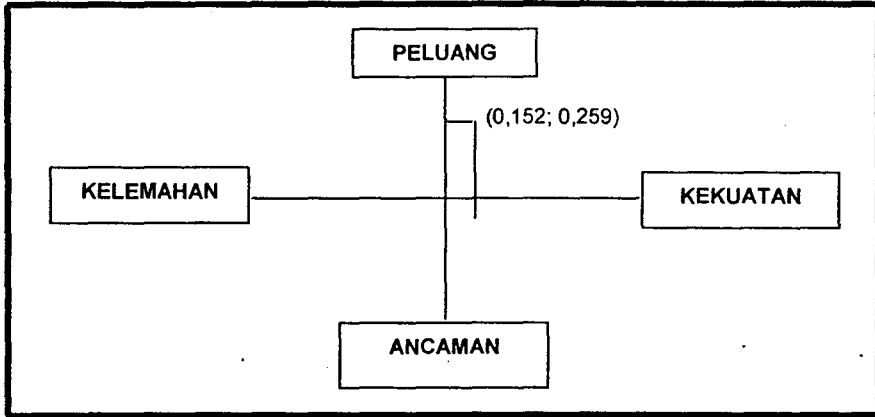 PELUANG
(0,152; 0,259)
KELEMAHAN
KEKUATAN
ANCAMAN